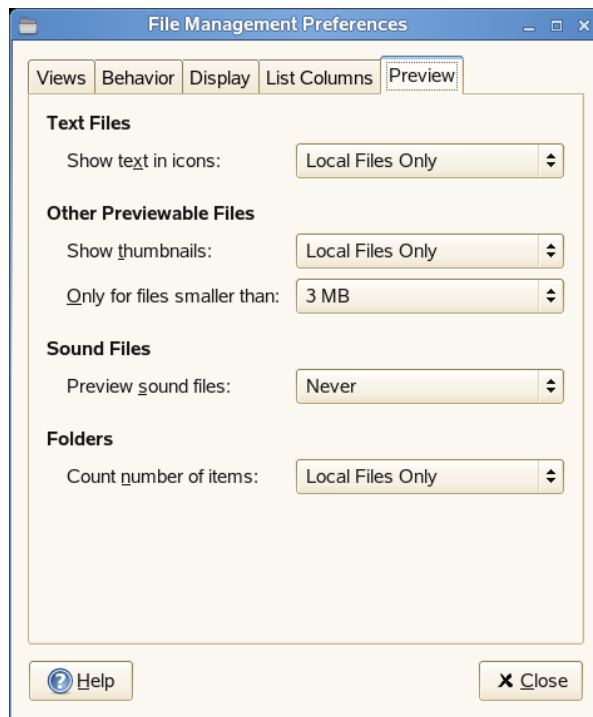 File Management Preferences
Views Behavior Display List Columns Preview
Text Files
Show text in icons: Local Files Only
Other Previewable Files
Show thumbnails: Local Files Only
Only for files smaller than: 3 MB
Sound Files
Preview sound files: Never
Folders
Count number of items: Local Files Only
Help Close